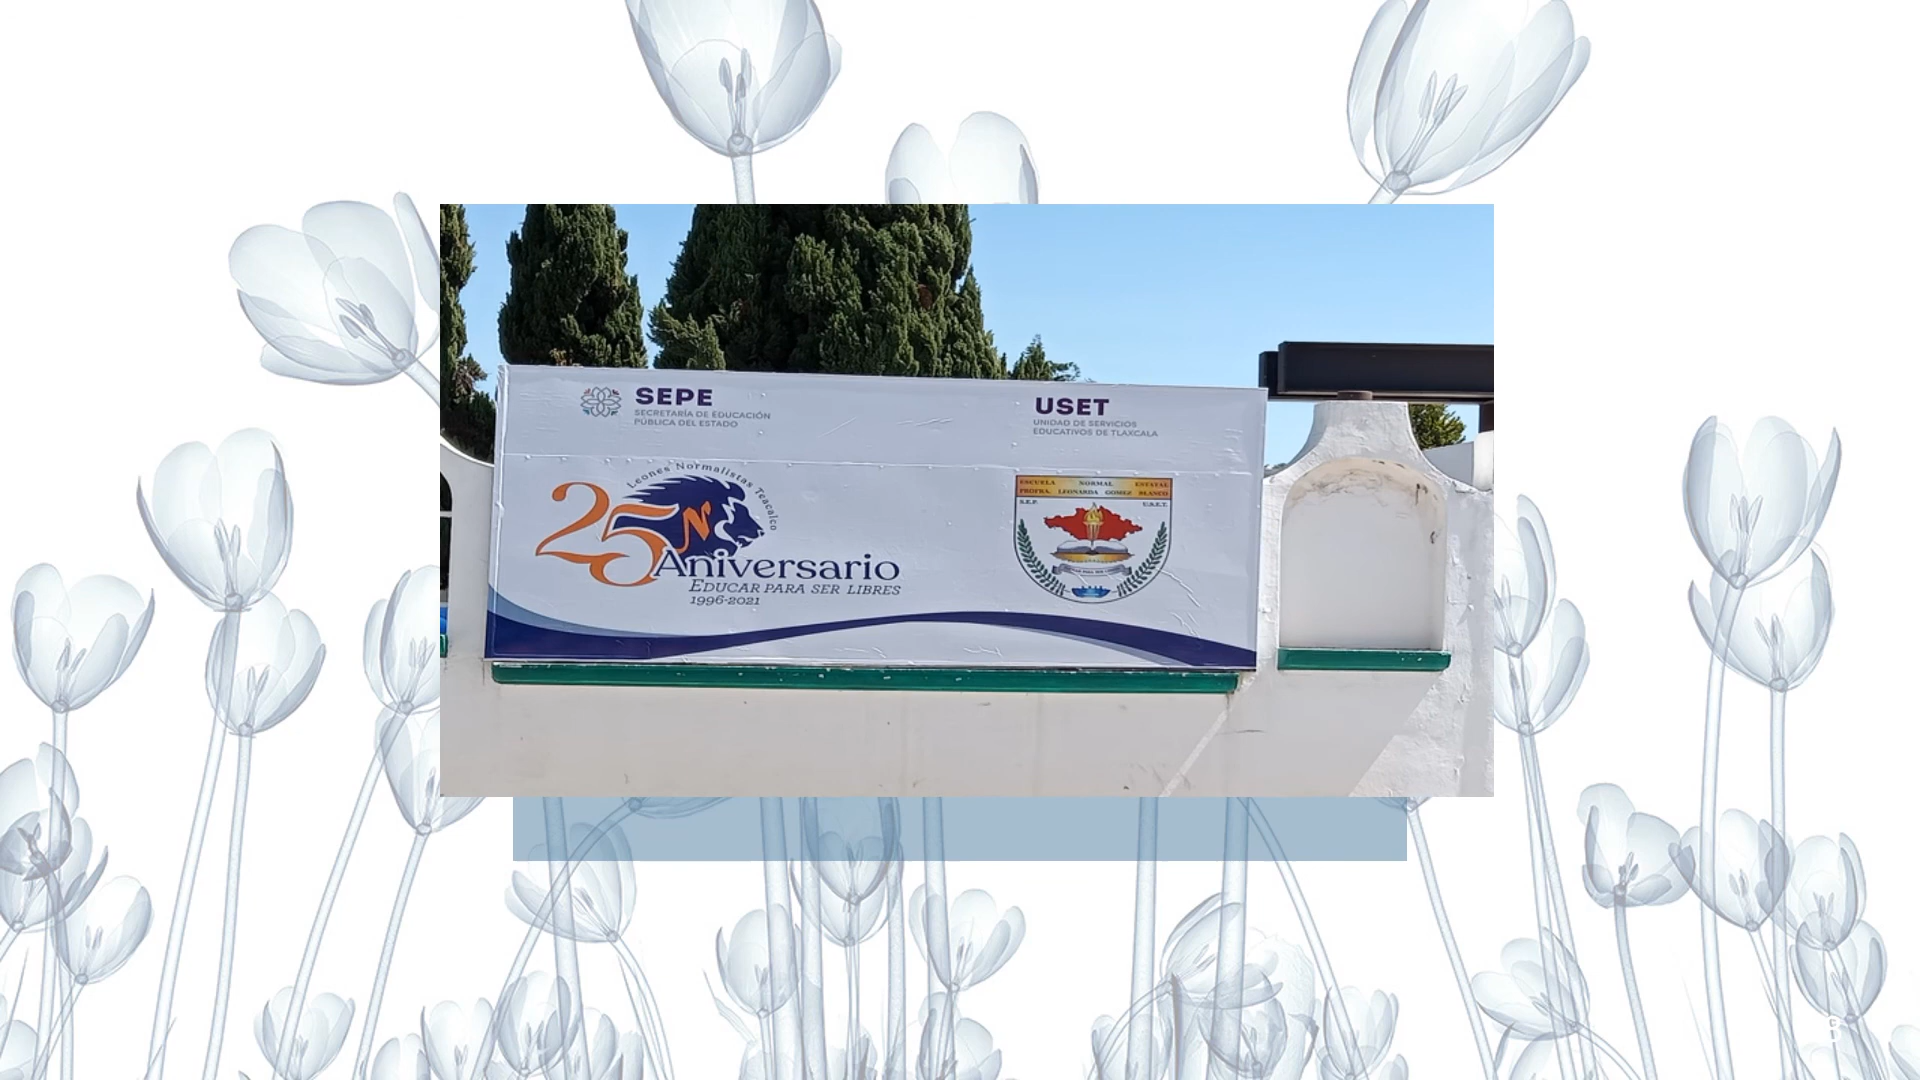 SEPE
SECRETARÍA DE EDUCACIÓN
PÚBLICA DEL ESTADO
USET
UNIDAD DE SERVICIOS
EDUCATIVOS DE TLAXCALA
Leones Normalistas Teacalco
25
N
Aniversario
EDUCAR PARA SER LIBRES
1996-2021
ESCUELA NORMAL ESTATAL
PROFRA. LEONARDA GOMEZ BLANCO
S.E.P. U.S.E.T.